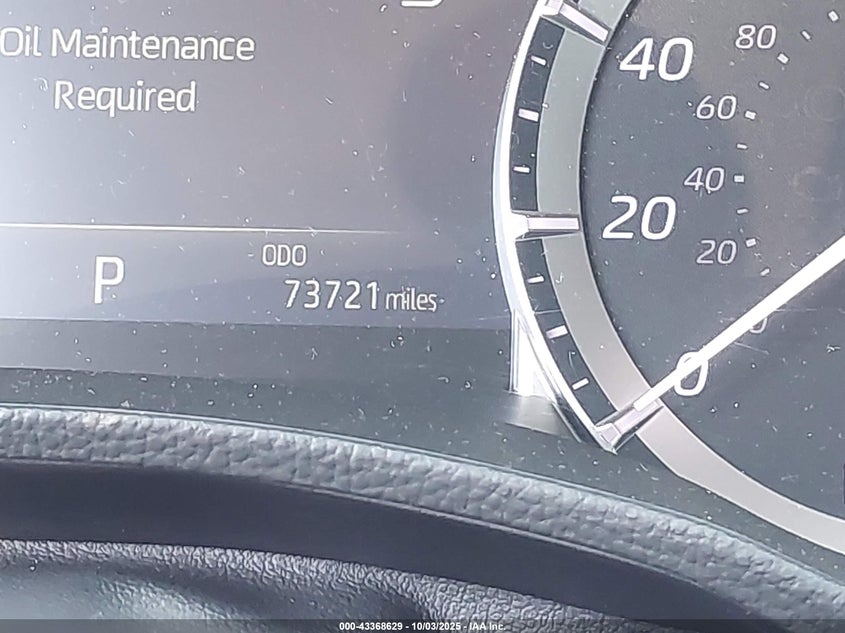 Oil Maintenance
Required
P
ODO
73721 miles
40
20
0
80
60
40
20
0
000-43368629 - 10/03/2025 - IAA Inc.